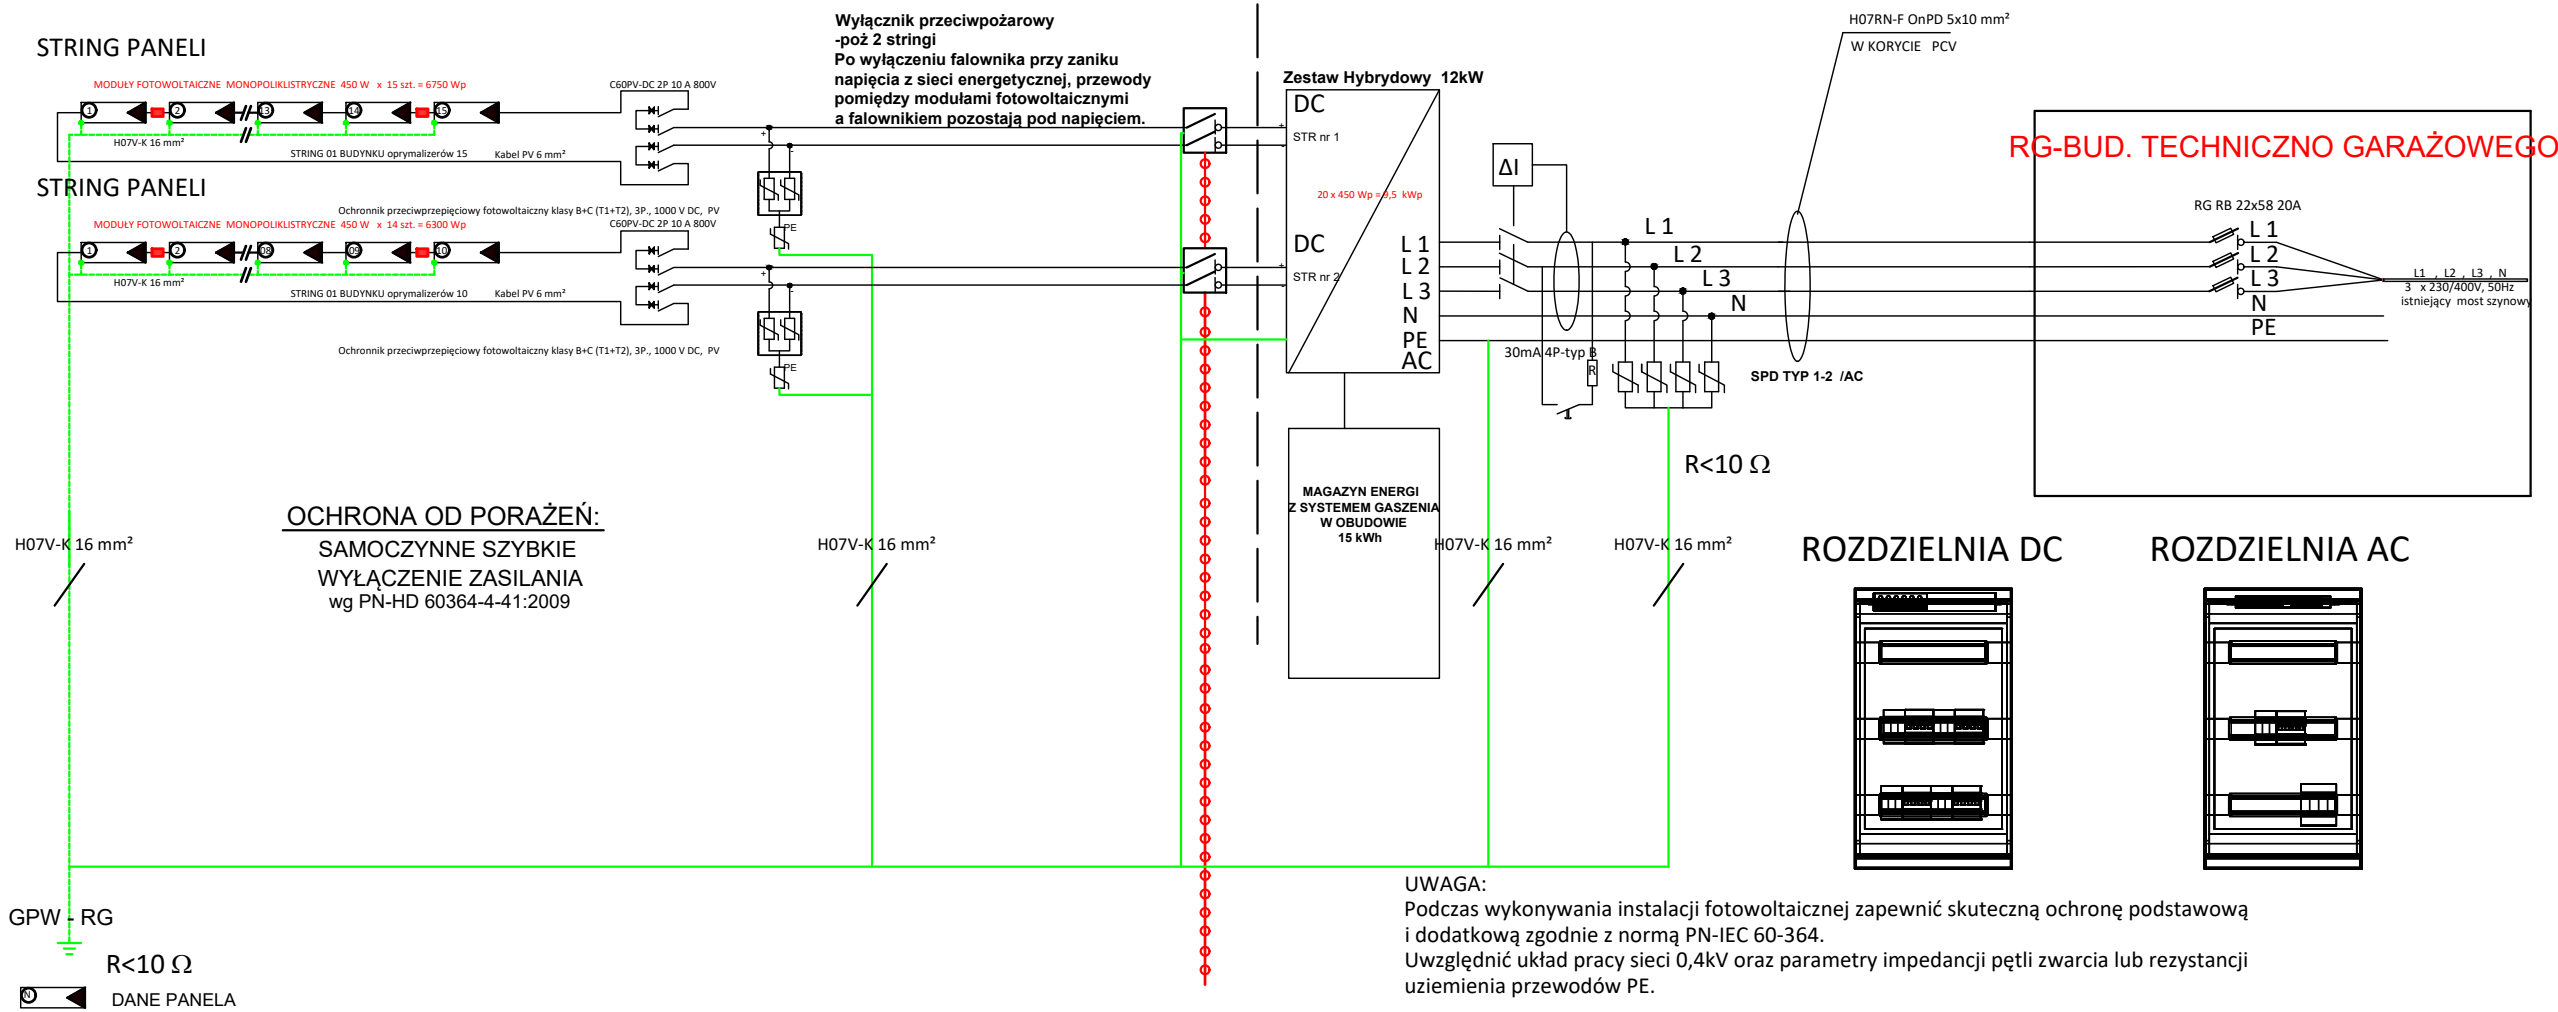 Wyłącznik przeciwpożarowy
-poż 2 stringi
Po wyłączeniu falownika przy zaniku
napięcia z sieci energetycznej, przewody
pomiędzy modułami fotowoltaicznymi
a falownikiem pozostają pod napięciem.
H07RN-F OnPD 5x10 mm²
W KORYCIE PCV
STRING PANELI
MODUŁY FOTOWOLTAICZNE MONOPOLIKLISTRYCZNE 450 W x 15 szt. = 6750 Wp
C60PV-DC 2P 10 A 800V
1 2 13 14 15
H07V-K 16 mm²
STRING 01 BUDYNKU oprymalizerów 15 Kabel PV 6 mm²
+
-
PE
Ochronnik przeciwprzepięciowy fotowoltaiczny klasy B+C (T1+T2), 3P., 1000 V DC, PV
STRING PANELI
MODUŁY FOTOWOLTAICZNE MONOPOLIKLISTRYCZNE 450 W x 14 szt. = 6300 Wp
C60PV-DC 2P 10 A 800V
1 2 08 09 10
H07V-K 16 mm²
STRING 01 BUDYNKU oprymalizerów 10 Kabel PV 6 mm²
+
-
PE
Ochronnik przeciwprzepięciowy fotowoltaiczny klasy B+C (T1+T2), 3P., 1000 V DC, PV
Zestaw Hybrydowy 12kW
DC
+
STR nr 1
-
20 x 450 Wp = 9,5 kWp
DC
+
STR nr 2
-
L 1
L 2
L 3
N
PE
AC
ΔI
30mA 4P-typ B
R
L 1
L 2
L 3
N
SPD TYP 1-2 /AC
R<10 Ω
RG-BUD. TECHNICZNO GARAŻOWEGO
RG RB 22x58 20A
L 1
L 2
L 3
N
PE
L1 , L2 , L3 , N
3 x 230/400V, 50Hz
istniejący most szynowy
MAGAZYN ENERGI
Z SYSTEMEM GASZENIA
W OBUDOWIE
15 kWh
OCHRONA OD PORAŻEŃ:
SAMOCZYNNE SZYBKIE
WYŁĄCZENIE ZASILANIA
wg PN-HD 60364-4-41:2009
H07V-K 16 mm²
H07V-K 16 mm²
H07V-K 16 mm²
H07V-K 16 mm²
ROZDZIELNIA DC
ROZDZIELNIA AC
UWAGA:
Podczas wykonywania instalacji fotowoltaicznej zapewnić skuteczną ochronę podstawową
i dodatkową zgodnie z normą PN-IEC 60-364.
Uwzględnić układ pracy sieci 0,4kV oraz parametry impedancji pętli zwarcia lub rezystancji
uziemienia przewodów PE.
GPW - RG
R<10 Ω
N
DANE PANELA